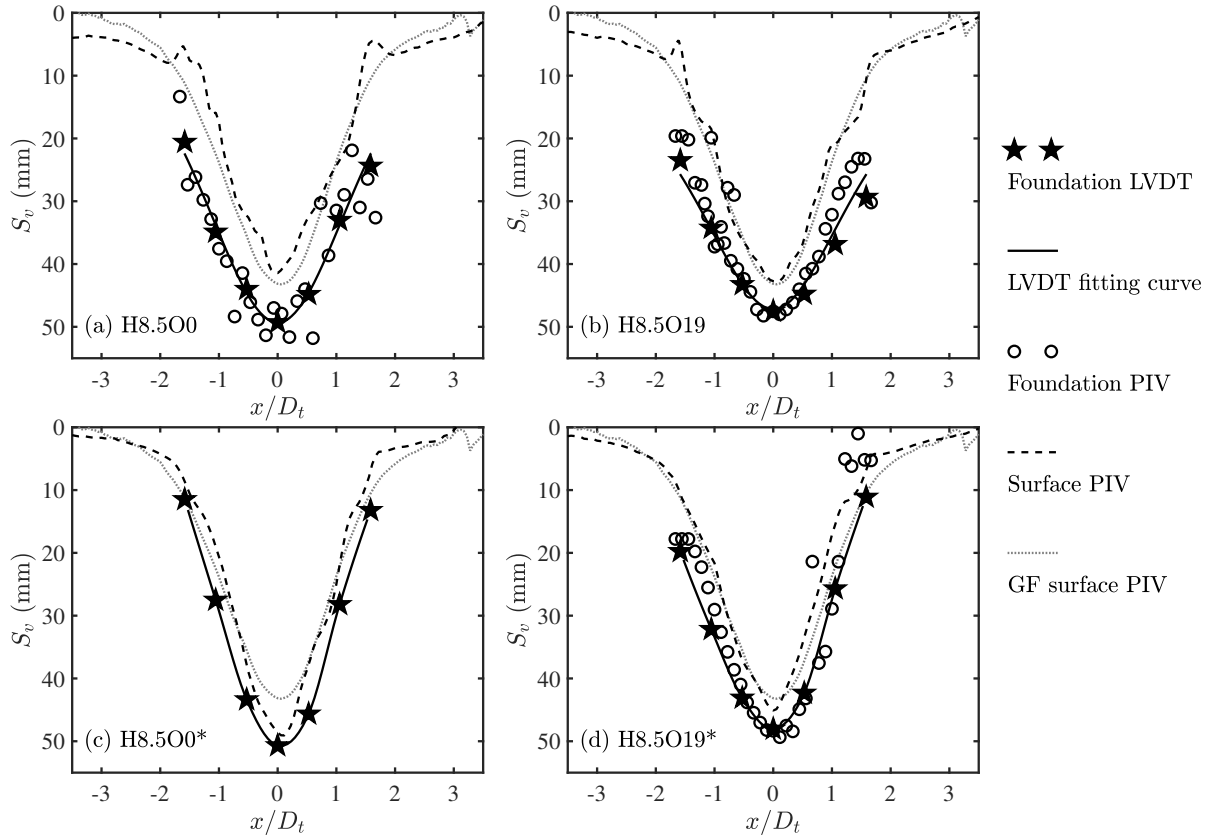 0
10
20
30
40
50
S_v (mm)
(a) H8.5O0
-3 -2 -1 0 1 2 3
x/D_t
0
10
20
30
40
50
S_v (mm)
(b) H8.5O19
-3 -2 -1 0 1 2 3
x/D_t
Foundation LVDT
LVDT fitting curve
Foundation PIV
Surface PIV
GF surface PIV
0
10
20
30
40
50
S_v (mm)
(c) H8.5O0*
-3 -2 -1 0 1 2 3
x/D_t
0
10
20
30
40
50
S_v (mm)
(d) H8.5O19*
-3 -2 -1 0 1 2 3
x/D_t